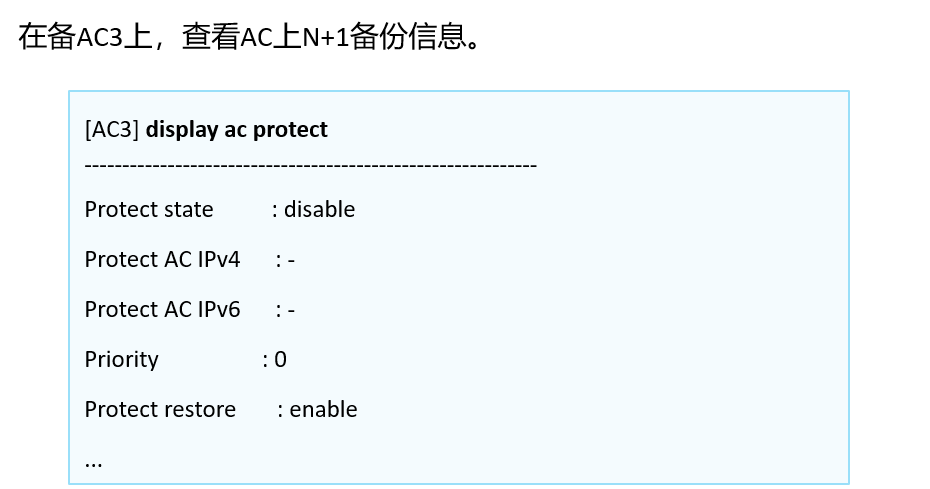 在备AC3上，查看AC上N+1备份信息。
[AC3] display ac protect
------------------------------------------------------------
Protect state : disable
Protect AC IPv4 : -
Protect AC IPv6 : -
Priority : 0
Protect restore : enable
...